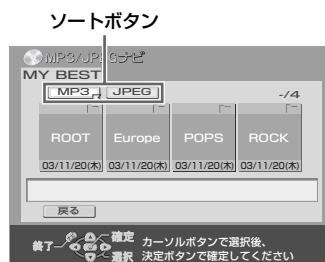 ソートボタン
MP3/JPEGナビ
MY BEST
MP3 JPEG -/4
ROOT Europe POPS ROCK
03/11/20(木) 03/11/20(木) 03/11/20(木) 03/11/20(木)
戻る
終了 確定 選択 カーソルボタンで選択後、
決定ボタンで確定してください